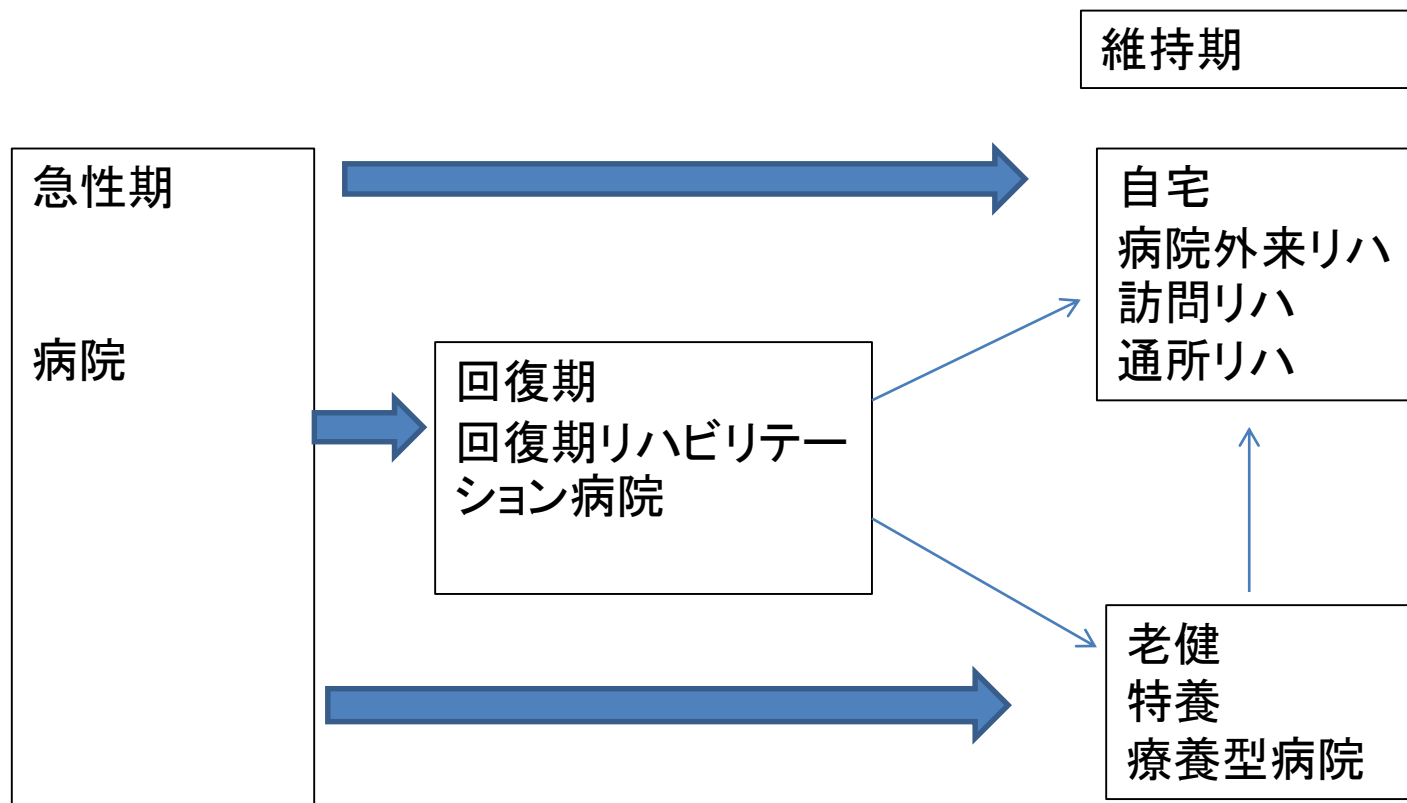 維持期
急性期
病院
回復期
回復期リハビリテー
ション病院
自宅
病院外来リハ
訪問リハ
通所リハ
老健
特養
療養型病院